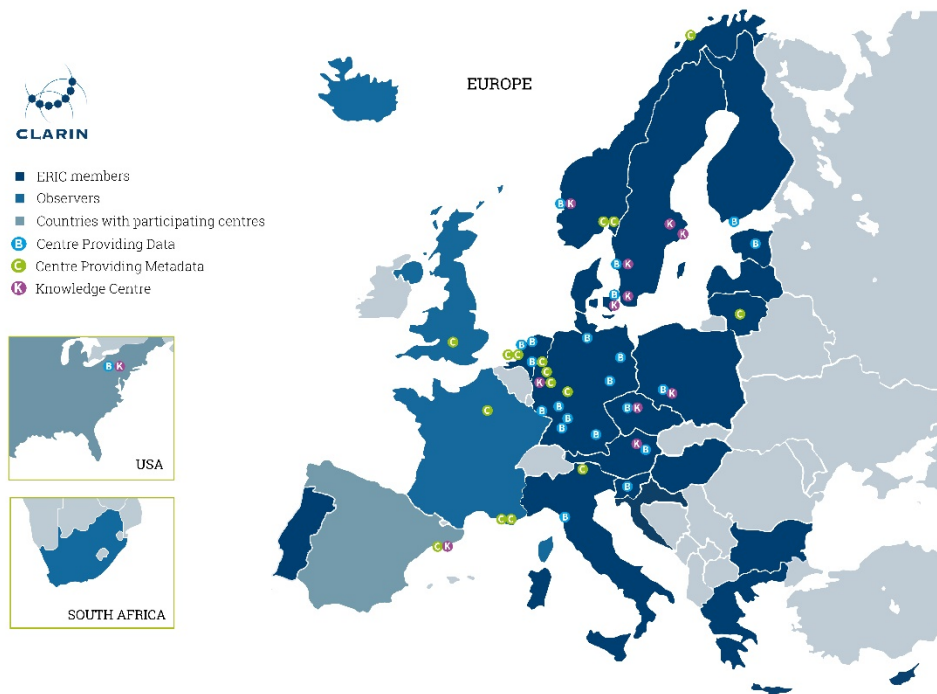 EUROPE
CLARIN
ERIC members
Observers
Countries with participating centres
B Centre Providing Data
C Centre Providing Metadata
K Knowledge Centre
C
B K
C C
K
K
B
B
B K
B K
K
C
C
B B
C C
B C
C
K C
C
B
B
B
B
B
B
B
B
B K
B K
K B
C
C
B
B
C C
C K
B K
USA
SOUTH AFRICA